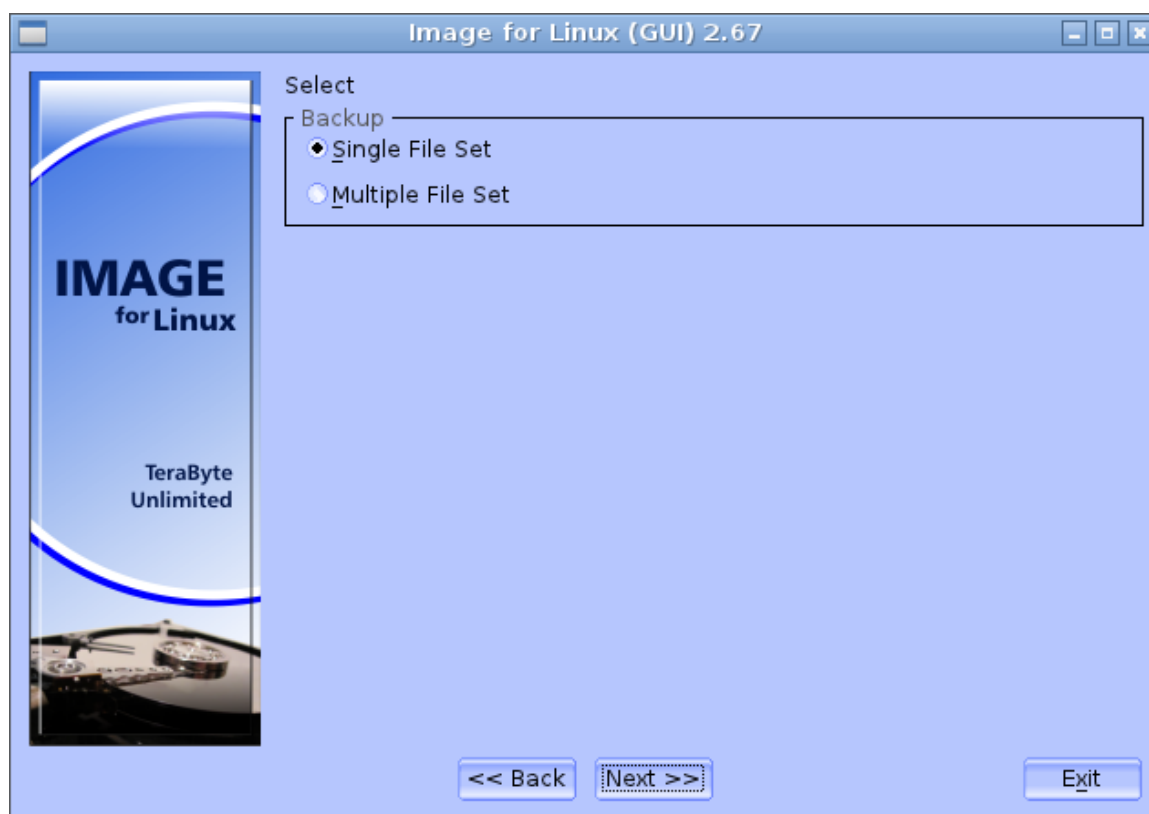 Image for Linux (GUI) 2.67
Select
Backup
Single File Set
Multiple File Set
IMAGE
for Linux
TeraByte
Unlimited
<< Back
Next >>
Exit